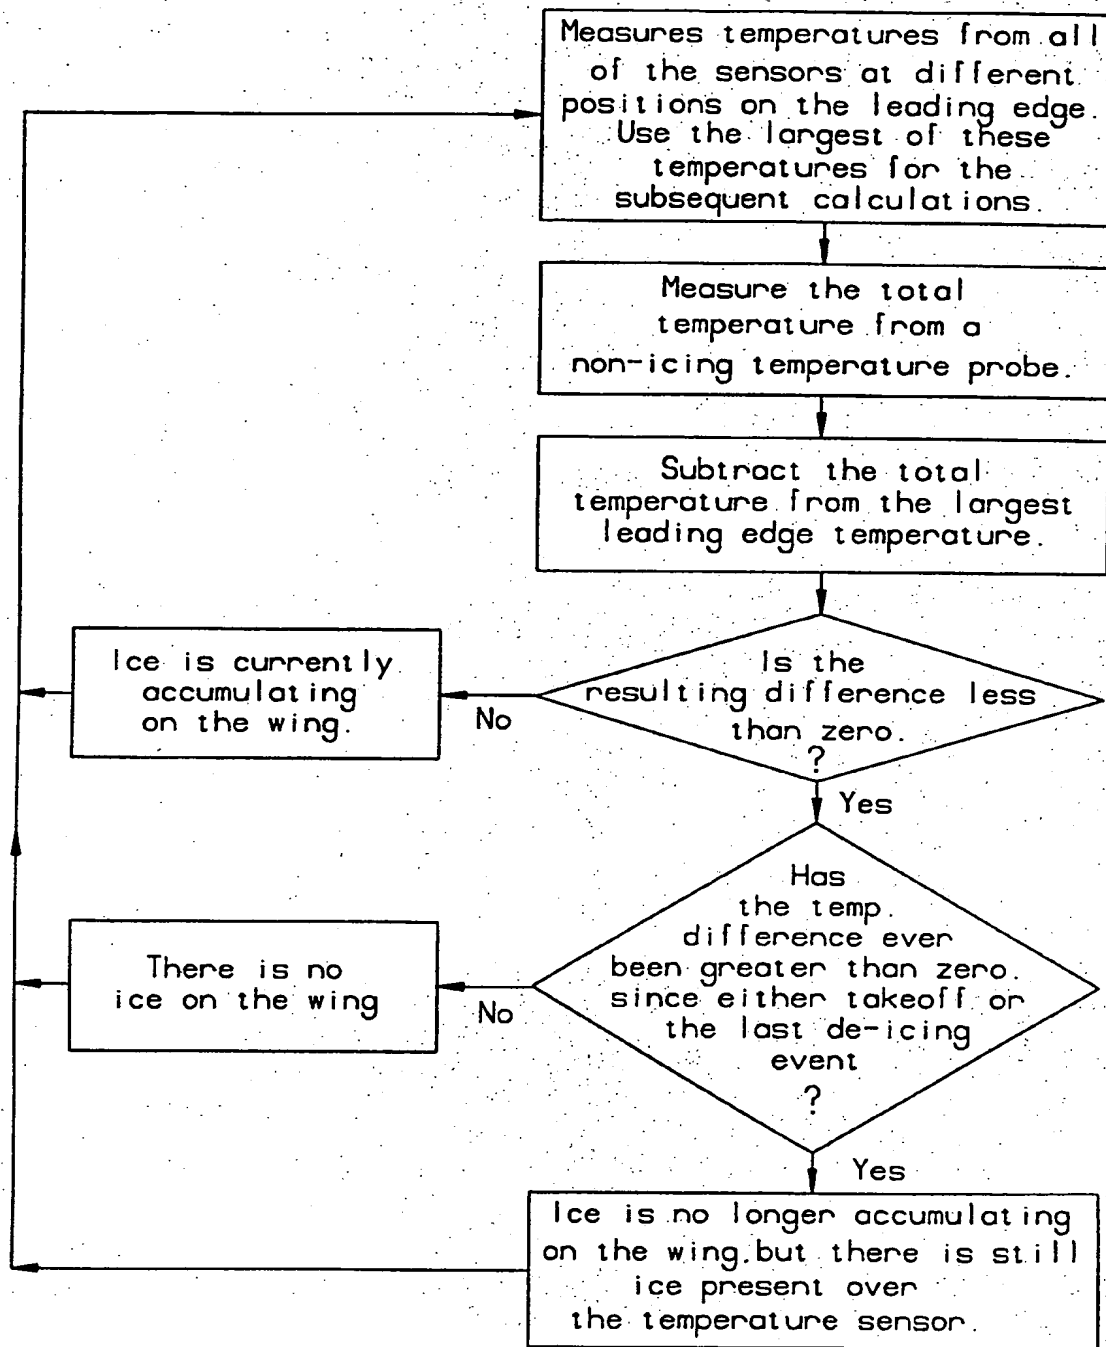 Measures temperatures from all
of the sensors at different
positions on the leading edge.
Use the largest of these
temperatures for the
subsequent calculations.
Measure the total
temperature from a
non-icing temperature probe.
Subtract the total
temperature from the largest
leading edge temperature.
Is the
resulting difference less
than zero.
?
No
Ice is currently
accumulating
on the wing.
Yes
Has
the temp.
difference ever
been greater than zero.
since either takeoff or
the last de-icing
event
?
No
There is no
ice on the wing
Yes
Ice is no longer accumulating
on the wing, but there is still
ice present over
the temperature sensor.